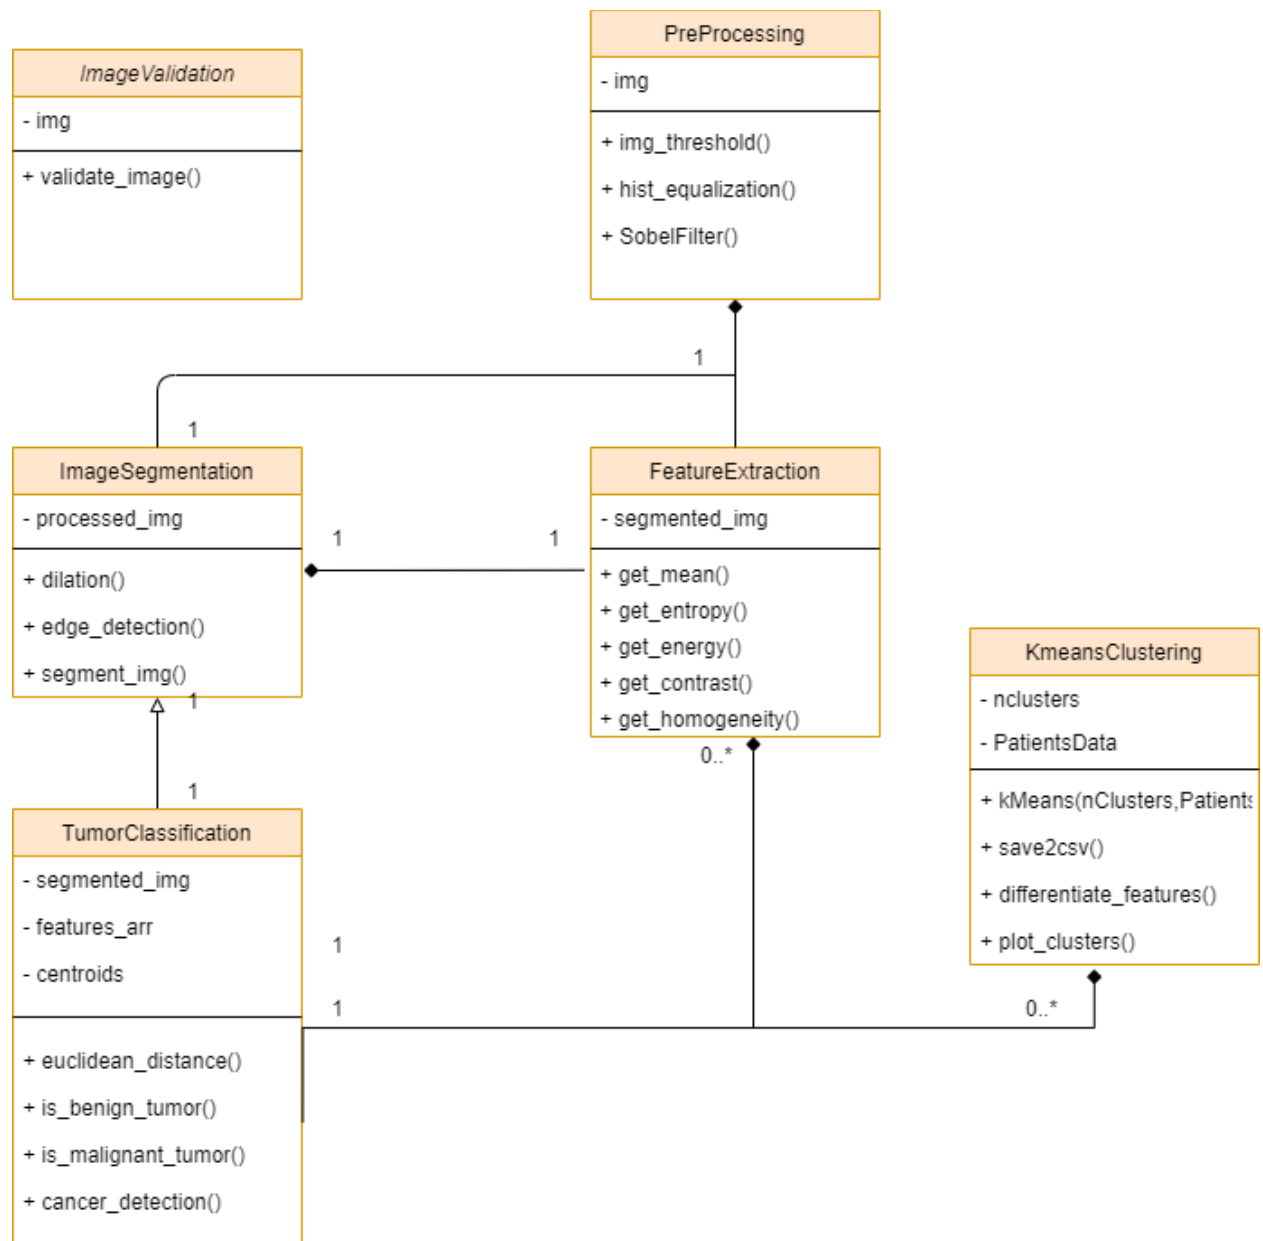 ImageValidation
- img
+ validate_image()
PreProcessing
- img
+ img_threshold()
+ hist_equalization()
+ SobelFilter()
1
1
ImageSegmentation
- processed_img
+ dilation()
+ edge_detection()
+ segment_img()
1
1
FeatureExtraction
- segmented_img
+ get_mean()
+ get_entropy()
+ get_energy()
+ get_contrast()
+ get_homogeneity()
0..*
1
1
KmeansClustering
- nclusters
- PatientsData
+ kMeans(nClusters,Patients
+ save2csv()
+ differentiate_features()
+ plot_clusters()
0..*
TumorClassification
- segmented_img
- features_arr
- centroids
+ euclidean_distance()
+ is_benign_tumor()
+ is_malignant_tumor()
+ cancer_detection()
1
1